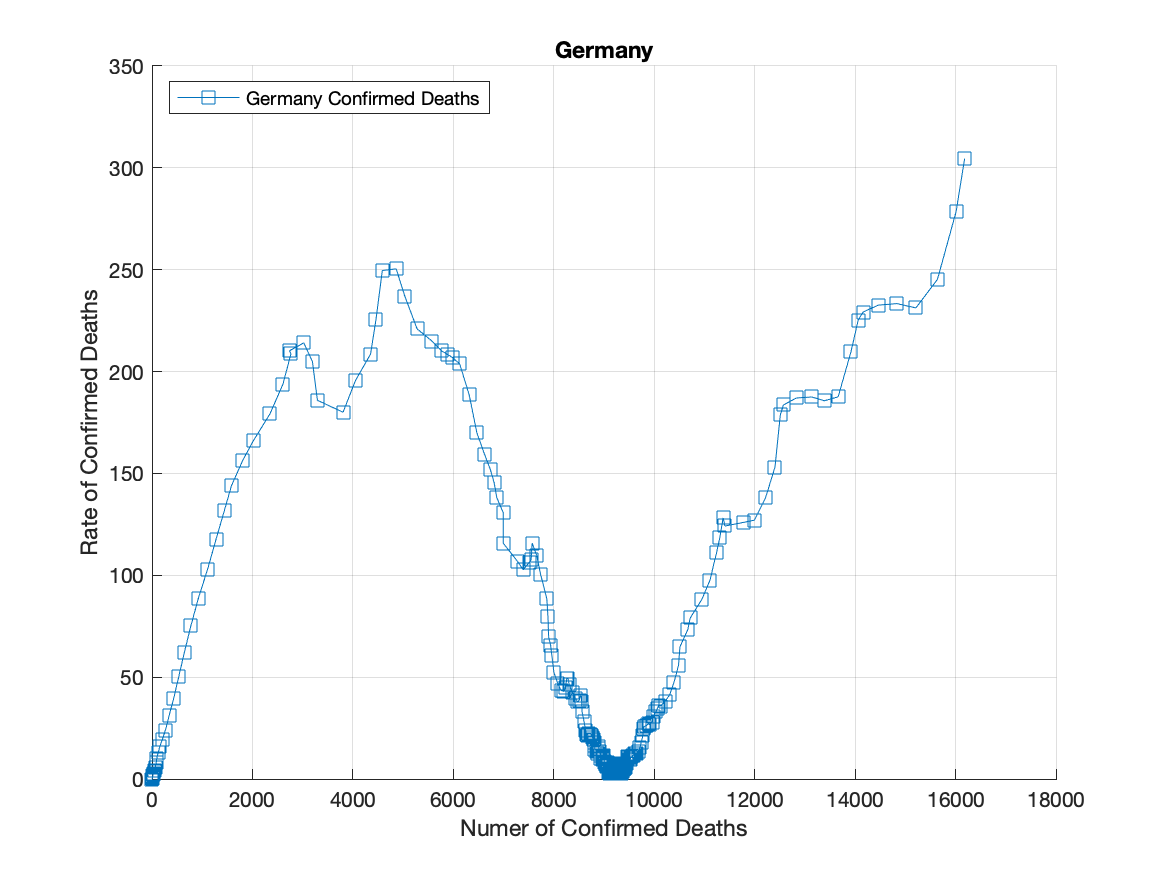 Germany
350
Germany Confirmed Deaths
300
250
200
150
100
50
0
Rate of Confirmed Deaths
0 2000 4000 6000 8000 10000 12000 14000 16000 18000
Numer of Confirmed Deaths